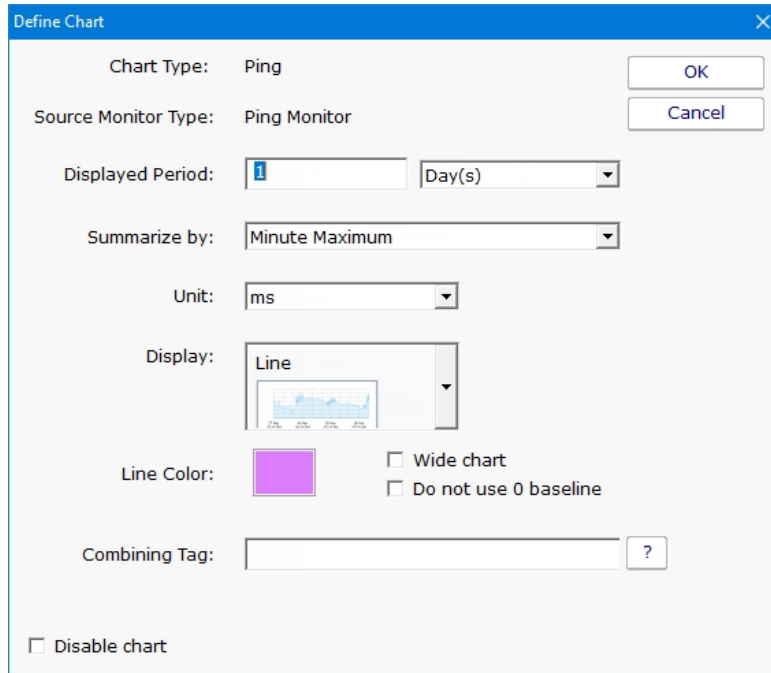 Define Chart
Chart Type: Ping
OK
Source Monitor Type: Ping Monitor
Cancel
Displayed Period: 1 Day(s)
Summarize by: Minute Maximum
Unit: ms
Display: Line
Line Color:
Wide chart
Do not use 0 baseline
Combining Tag: ?
Disable chart